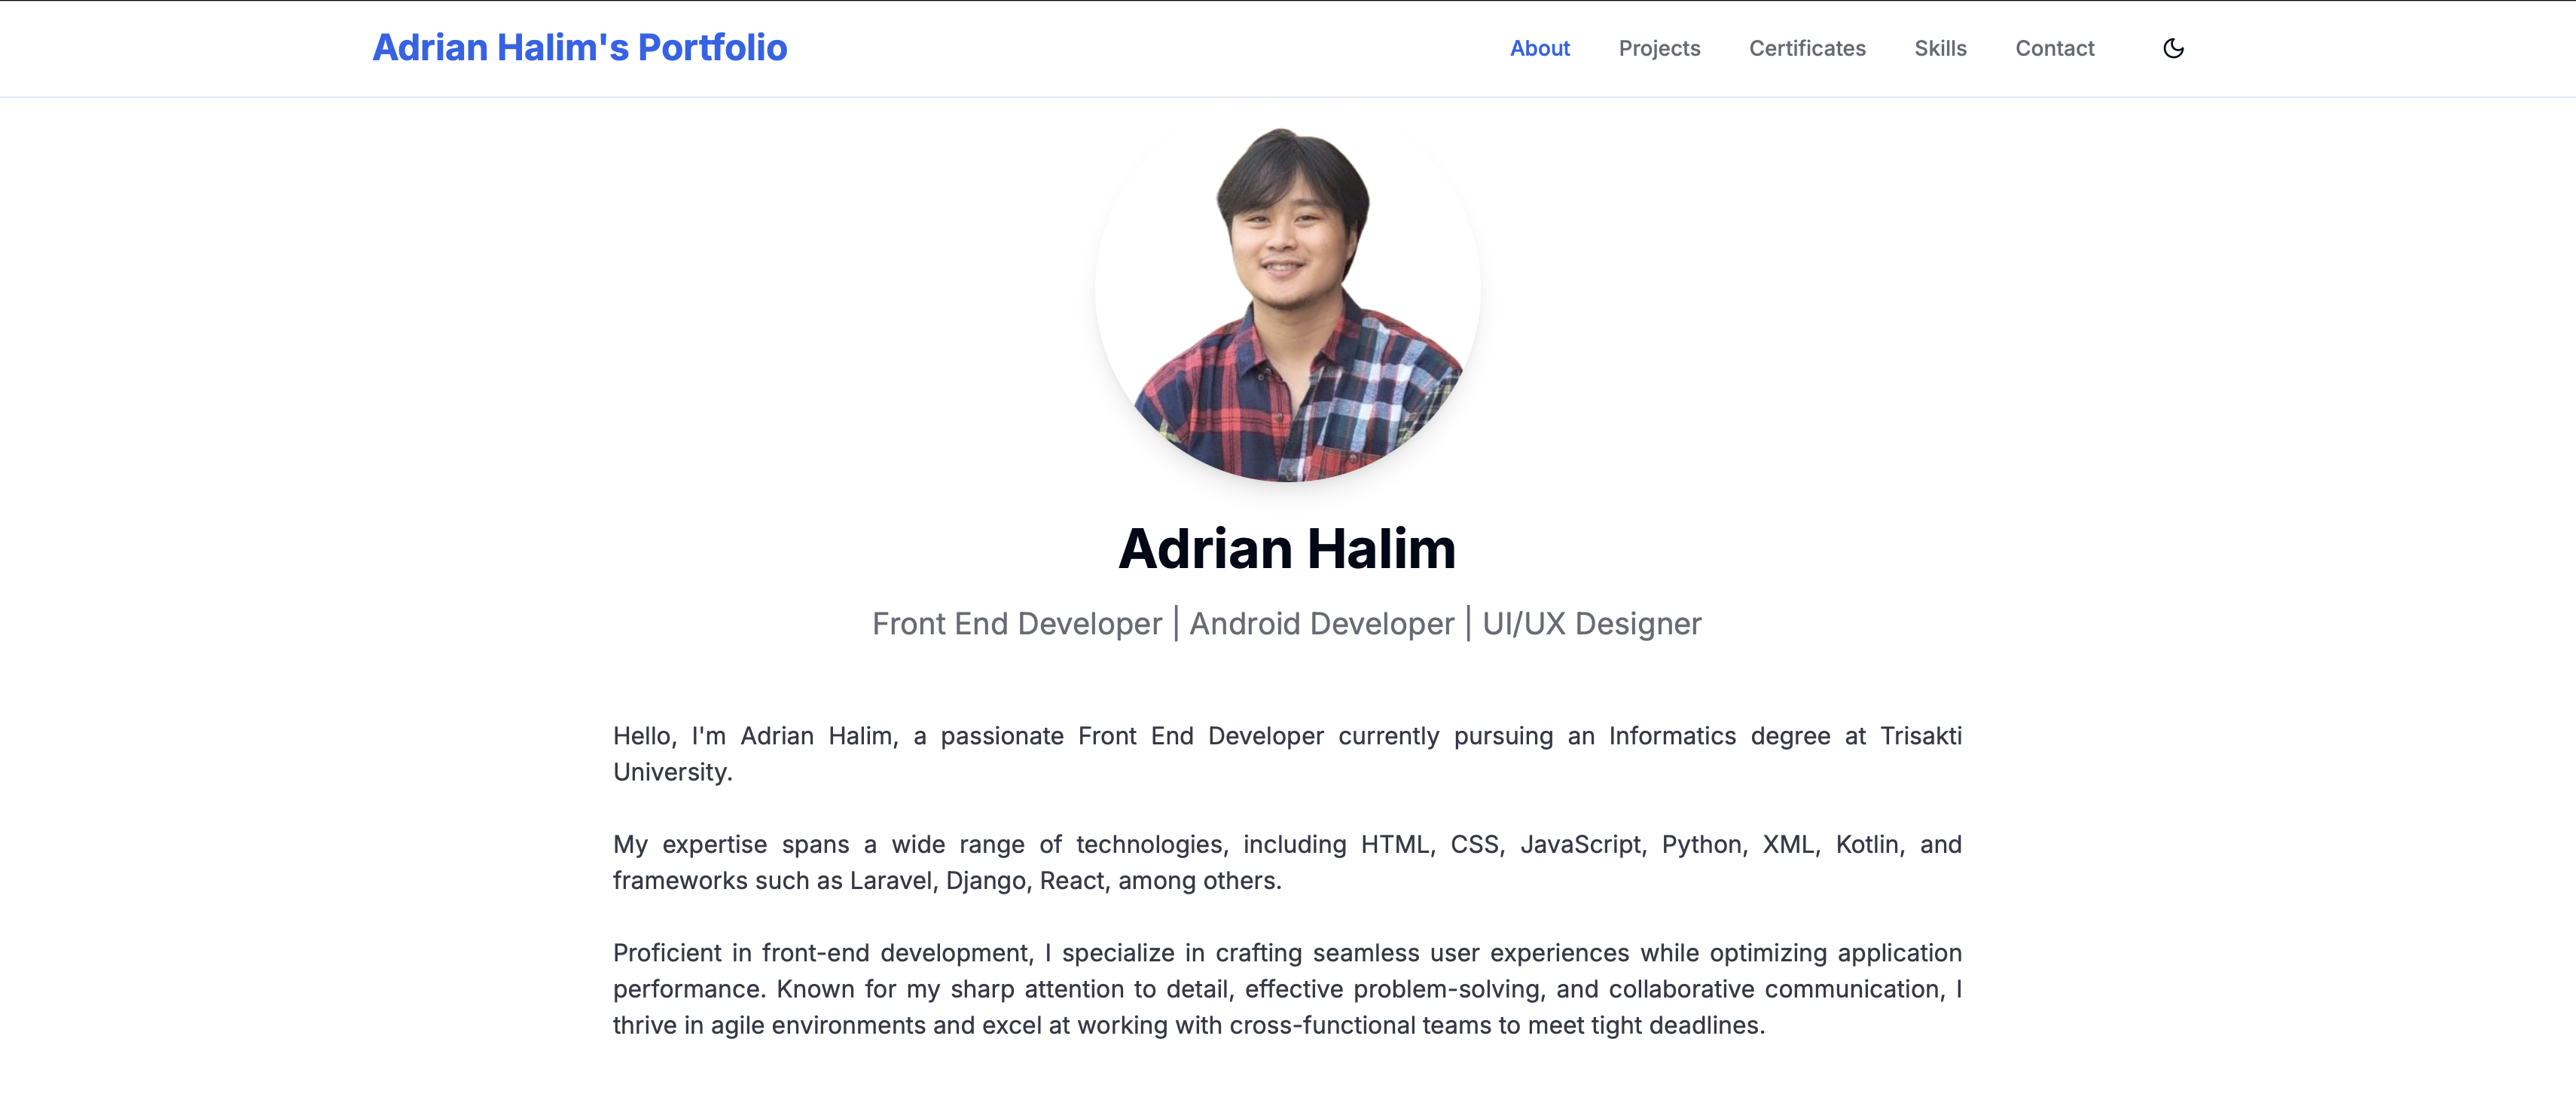 Adrian Halim's Portfolio
About Projects Certificates Skills Contact
Adrian Halim
Front End Developer | Android Developer | UI/UX Designer
Hello, I'm Adrian Halim, a passionate Front End Developer currently pursuing an Informatics degree at Trisakti
University.
My expertise spans a wide range of technologies, including HTML, CSS, JavaScript, Python, XML, Kotlin, and
frameworks such as Laravel, Django, React, among others.
Proficient in front-end development, I specialize in crafting seamless user experiences while optimizing application
performance. Known for my sharp attention to detail, effective problem-solving, and collaborative communication, I
thrive in agile environments and excel at working with cross-functional teams to meet tight deadlines.